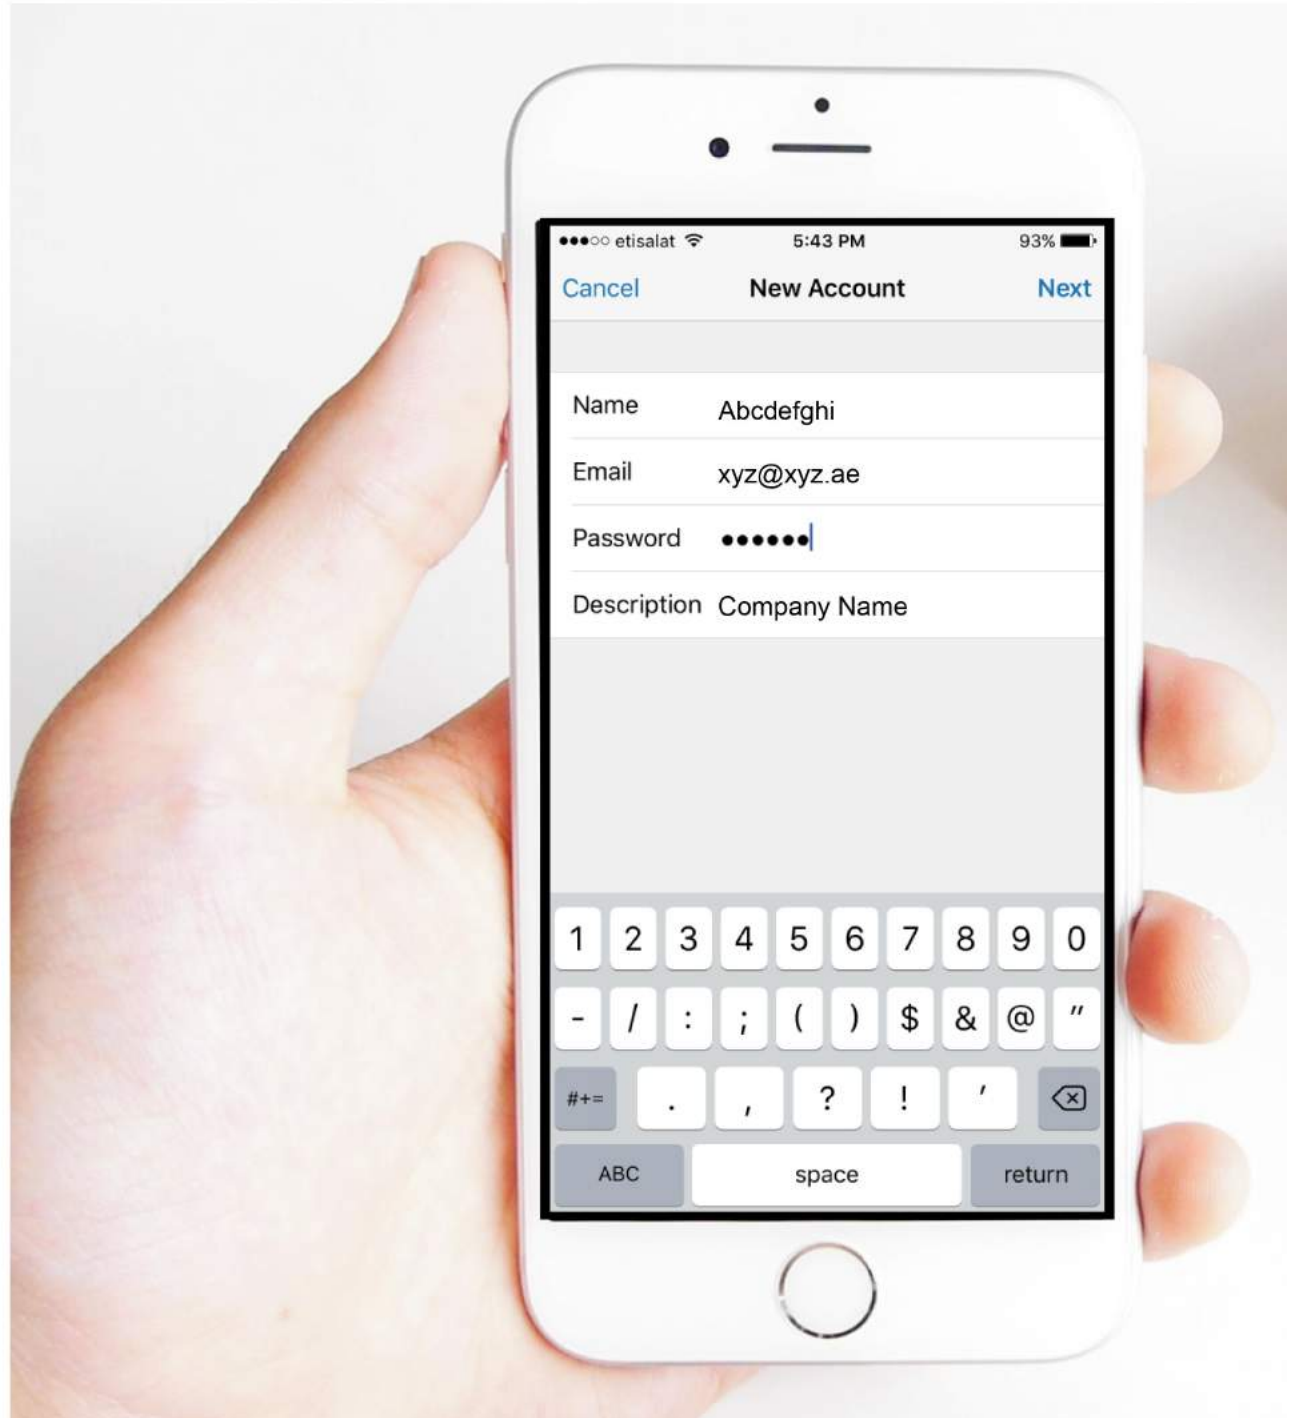 etisalat 5:43 PM 93%
Cancel New Account Next
Name Abcdefghi
Email xyz@xyz.ae
Password ••••••
Description Company Name
1 2 3 4 5 6 7 8 9 0
- / : ; ( ) $ & @ "
#+= . , ? ! '
ABC space return